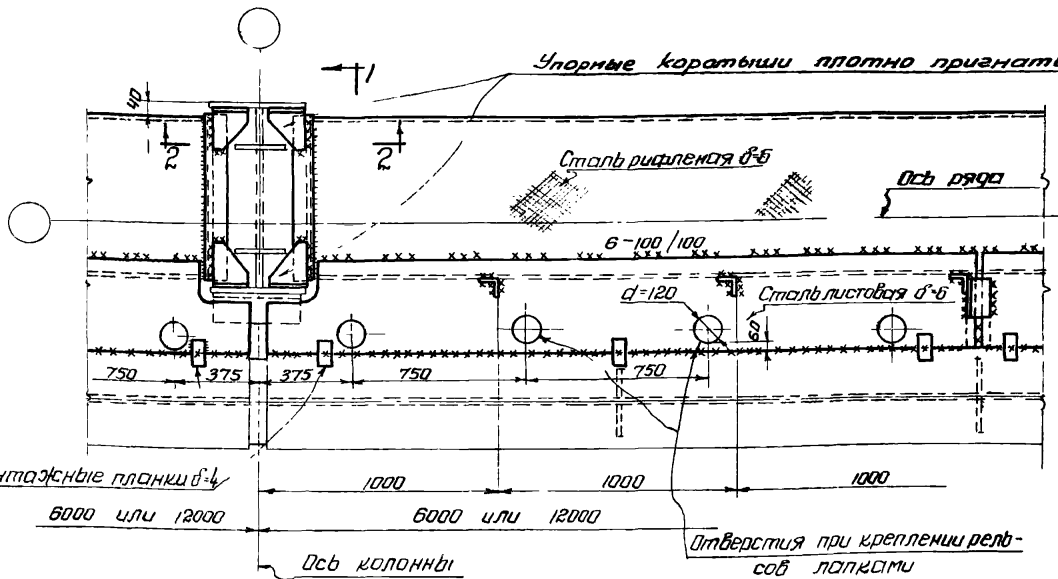 Упорные коротыши плотно пригнать
1
40
2
2
Сталь рифленая δ=6
Ось ряда
6-100/100
d=120
Сталь листовая δ=6
60
750
375
375
750
750
планки δ=4
1000
1000
1000
6000 или 12000
6000 или 12000
Отверстия при креплении рель-
сов лапками
Ось колонны